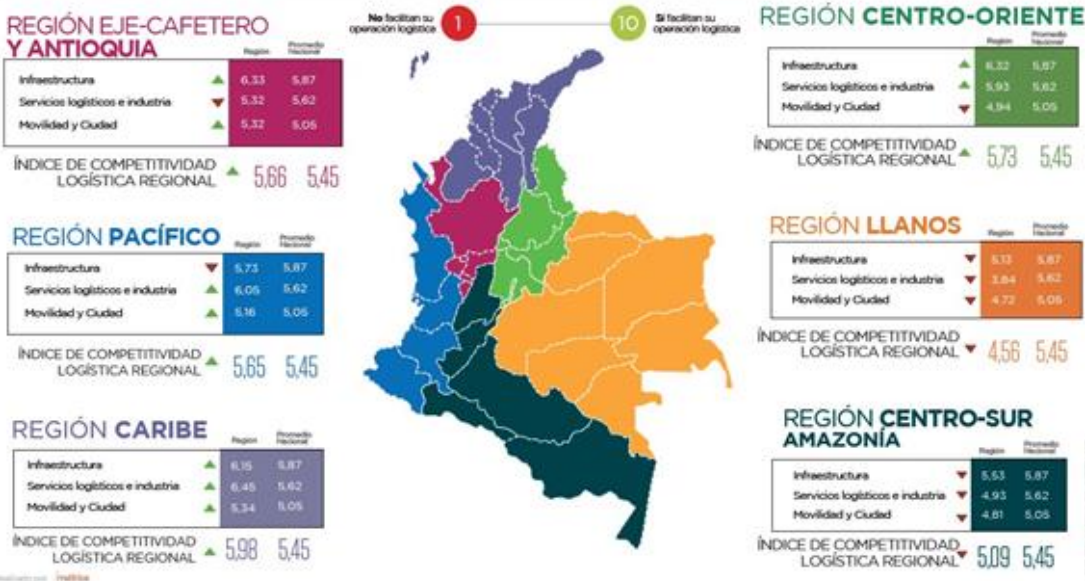 No facilitan su
operación logística
1
10
Si facilitan su
operación logística
REGIÓN EJE-CAFETERO
Y ANTIOQUIA
Región Promedio Nacional
Infraestructura 6,33 5,87
Servicios logísticos e industria 5,32 5,62
Movilidad y Ciudad 5,32 5,05
ÍNDICE DE COMPETITIVIDAD
LOGÍSTICA REGIONAL 5,66 5,45
REGIÓN PACÍFICO
Región Promedio Nacional
Infraestructura 5,73 5,87
Servicios logísticos e industria 6,05 5,62
Movilidad y Ciudad 5,16 5,05
ÍNDICE DE COMPETITIVIDAD
LOGÍSTICA REGIONAL 5,65 5,45
REGIÓN CARIBE
Región Promedio Nacional
Infraestructura 6,15 5,87
Servicios logísticos e industria 6,45 5,62
Movilidad y Ciudad 5,34 5,05
ÍNDICE DE COMPETITIVIDAD
LOGÍSTICA REGIONAL 5,98 5,45
REGIÓN CENTRO-ORIENTE
Región Promedio Nacional
Infraestructura 6,32 5,87
Servicios logísticos e industria 5,93 5,62
Movilidad y Ciudad 4,94 5,05
ÍNDICE DE COMPETITIVIDAD
LOGÍSTICA REGIONAL 5,73 5,45
REGIÓN LLANOS
Región Promedio Nacional
Infraestructura 5,13 5,87
Servicios logísticos e industria 3,84 5,62
Movilidad y Ciudad 4,72 5,05
ÍNDICE DE COMPETITIVIDAD
LOGÍSTICA REGIONAL 4,56 5,45
REGIÓN CENTRO-SUR
AMAZONÍA
Región Promedio Nacional
Infraestructura 5,53 5,87
Servicios logísticos e industria 4,93 5,62
Movilidad y Ciudad 4,81 5,05
ÍNDICE DE COMPETITIVIDAD
LOGÍSTICA REGIONAL 5,09 5,45